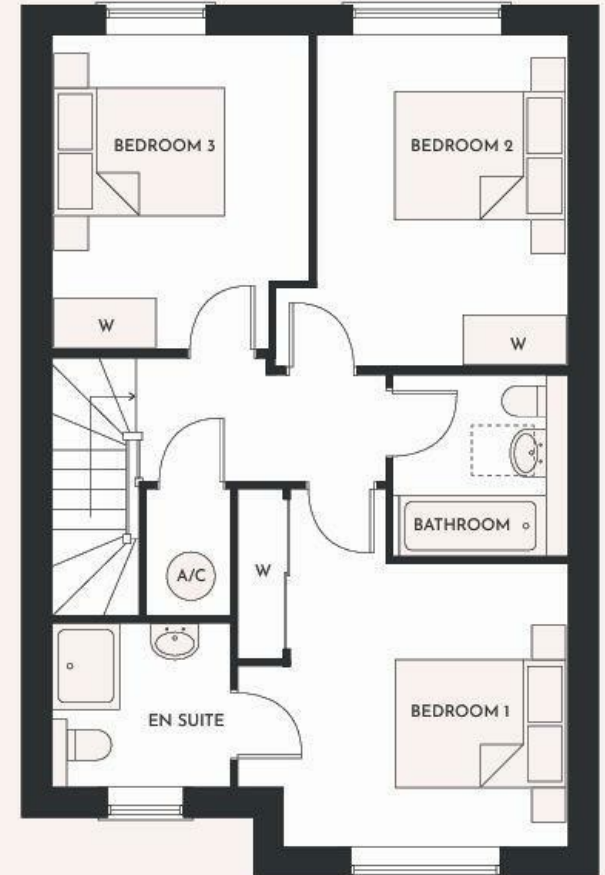 BEDROOM 3
BEDROOM 2
W
W
BATHROOM
A/C
W
BEDROOM 1
EN SUITE